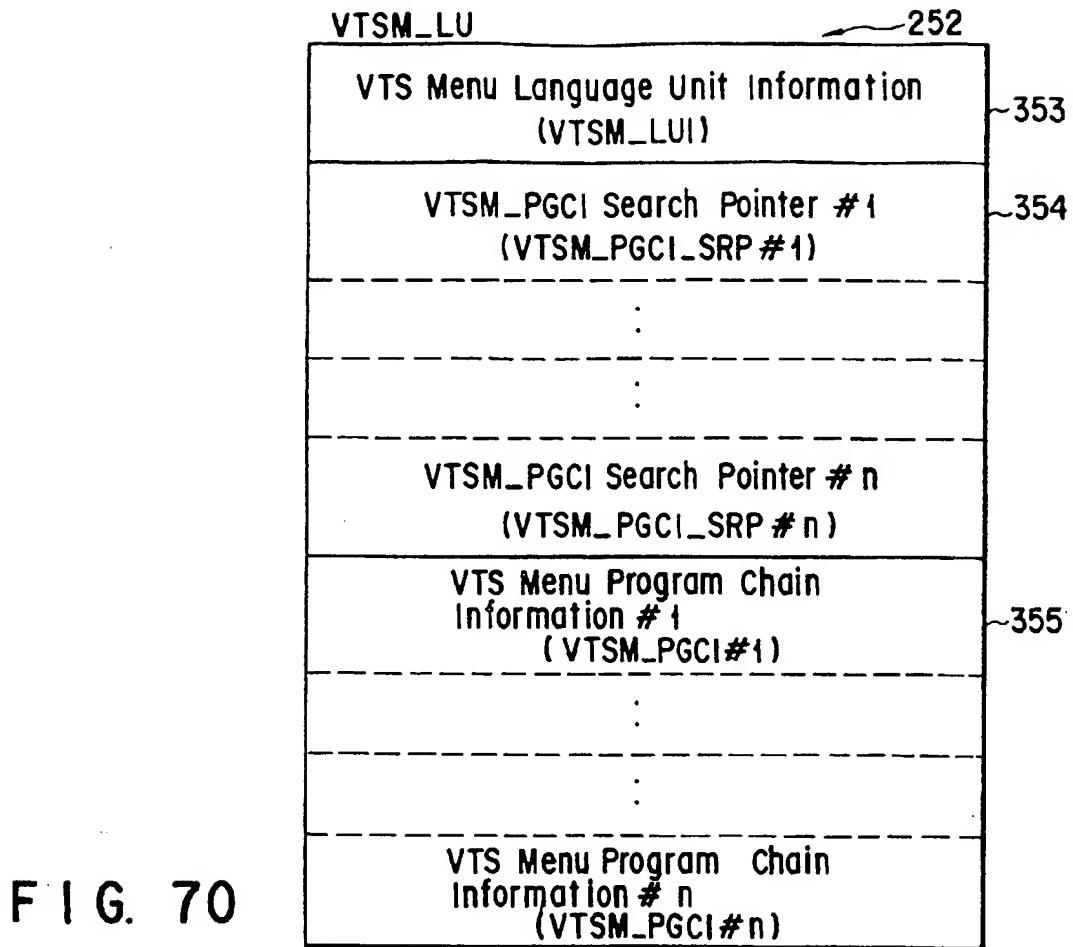 VTSM_LU 252
VTS Menu Language Unit Information
(VTSM_LUI)
353
VTSM_PGCI Search Pointer #1
(VTSM_PGCI_SRP#1)
354
VTSM_PGCI Search Pointer #n
(VTSM_PGCI_SRP#n)
VTS Menu Program Chain
Information #1
(VTSM_PGCI#1)
355
VTS Menu Program Chain
Information # n
(VTSM_PGCI#n)
FIG. 70